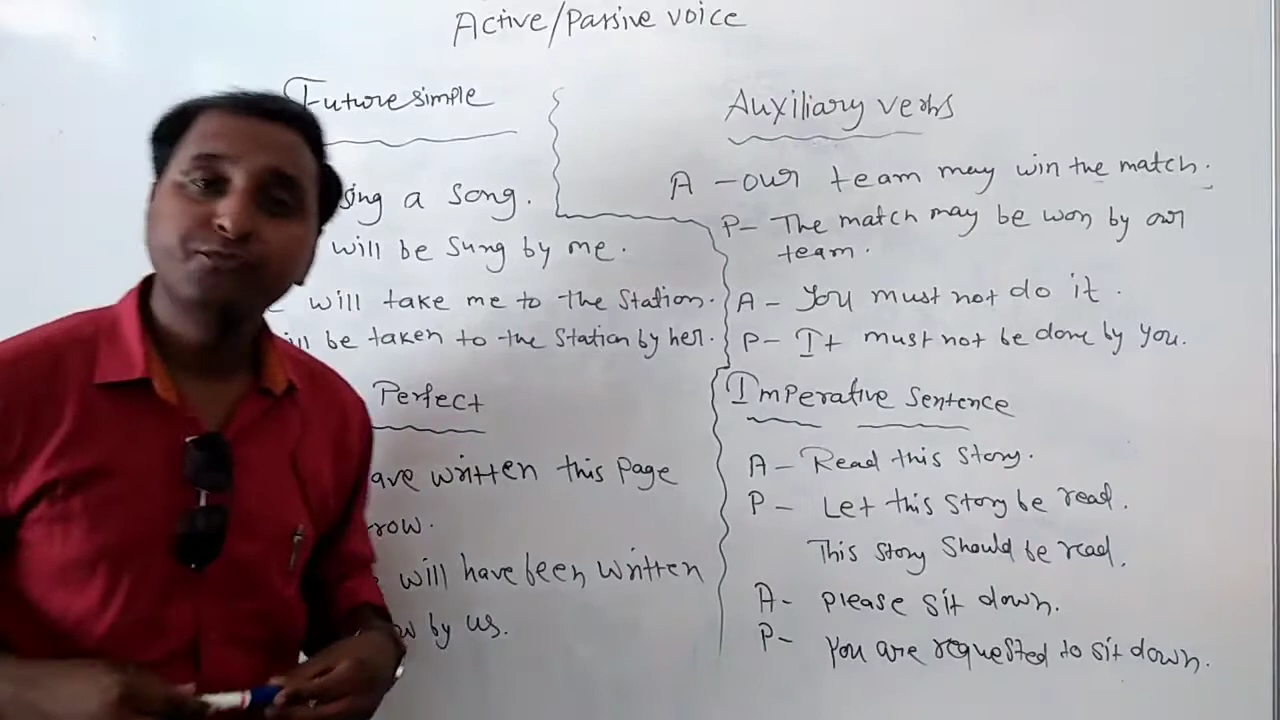 Active/Passive voice
Future simple
a song.
will be sung by me.
will take me to the station.
be taken to the station by her.
Perfect
written this page
will have been written
by us.
Auxiliary verbs
A - our team may win the match.
P- The match may be won by our
team.
A - You must not do it.
P- It must not be done by you.
Imperative sentence
A - Read this story.
P - Let this story be read.
This story should be read.
A- please sit down.
P- you are requested to sit down.